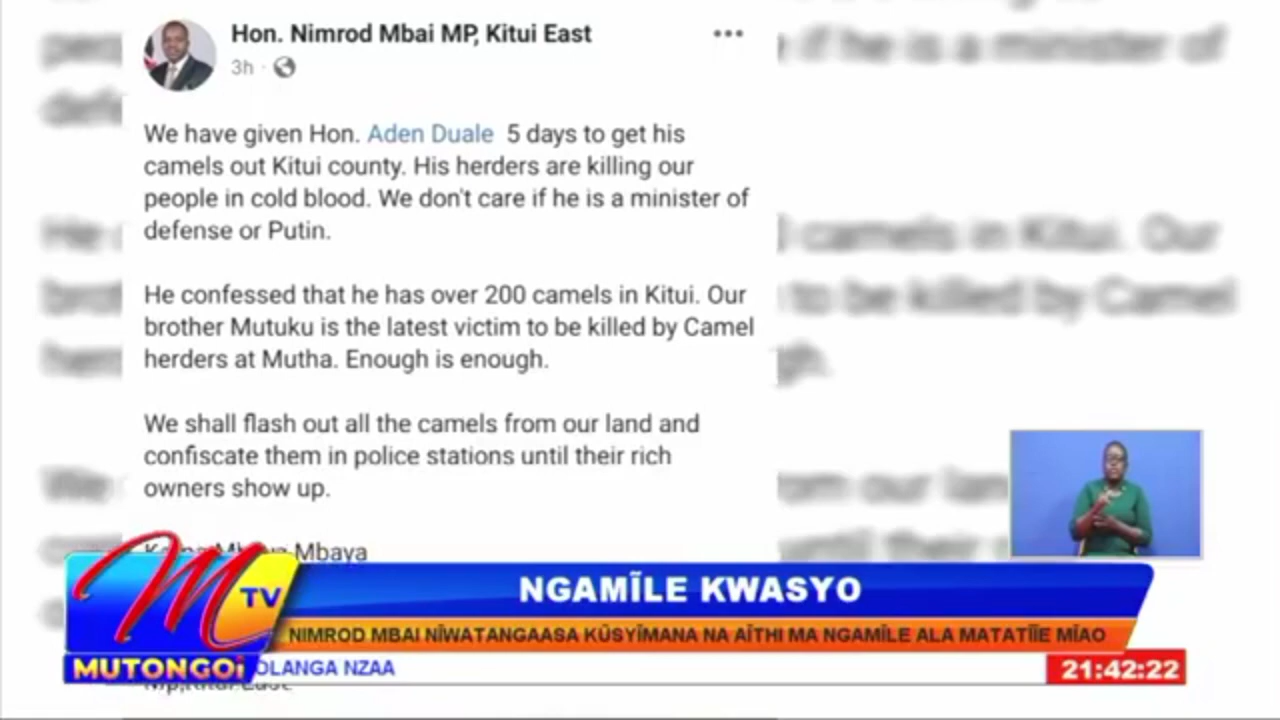 Hon. Nimrod Mbai MP, Kitui East
3h
We have given Hon. Aden Duale 5 days to get his
camels out Kitui county. His herders are killing our
people in cold blood. We don't care if he is a minister of
defense or Putin.
He confessed that he has over 200 camels in Kitui. Our
brother Mutuku is the latest victim to be killed by Camel
herders at Mutha. Enough is enough.
We shall flash out all the camels from our land and
confiscate them in police stations until their rich
owners show up.
Mbaya
M TV
MUTONGOi
NGAMĨLE KWASYO
NIMROD MBAI NĨWATANGAASA KŨSYĨMANA NA AĨTHI MA NGAMĨLE ALA MATATĨĨE MĨAO
OLANGA NZAA
21:42:22